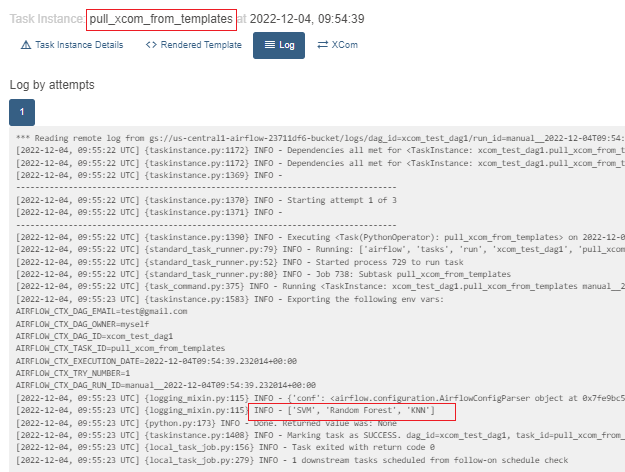 Task Instance: pull_xcom_from_templates at 2022-12-04, 09:54:39
Task Instance Details <> Rendered Template Log XCom
Log by attempts
1
*** Reading remote log from gs://us-central1-airflow-23711df6-bucket/logs/dag_id=xcom_test_dag1/run_id=manual__2022-12-04T09:54:
[2022-12-04, 09:55:22 UTC] {taskinstance.py:1172} INFO - Dependencies all met for <TaskInstance: xcom_test_dag1.pull_xcom_from_t
[2022-12-04, 09:55:22 UTC] {taskinstance.py:1172} INFO - Dependencies all met for <TaskInstance: xcom_test_dag1.pull_xcom_from_t
[2022-12-04, 09:55:22 UTC] {taskinstance.py:1369} INFO -
--------------------------------------------------------------------------------
[2022-12-04, 09:55:22 UTC] {taskinstance.py:1370} INFO - Starting attempt 1 of 3
[2022-12-04, 09:55:22 UTC] {taskinstance.py:1371} INFO -
--------------------------------------------------------------------------------
[2022-12-04, 09:55:22 UTC] {taskinstance.py:1390} INFO - Executing <Task(PythonOperator): pull_xcom_from_templates> on 2022-12-0
[2022-12-04, 09:55:22 UTC] {standard_task_runner.py:79} INFO - Running: ['airflow', 'tasks', 'run', 'xcom_test_dag1', 'pull_xcom
[2022-12-04, 09:55:22 UTC] {standard_task_runner.py:52} INFO - Started process 729 to run task
[2022-12-04, 09:55:22 UTC] {standard_task_runner.py:80} INFO - Job 738: Subtask pull_xcom_from_templates
[2022-12-04, 09:55:22 UTC] {task_command.py:375} INFO - Running <TaskInstance: xcom_test_dag1.pull_xcom_from_templates manual__2
[2022-12-04, 09:55:23 UTC] {taskinstance.py:1583} INFO - Exporting the following env vars:
AIRFLOW_CTX_DAG_EMAIL=test@gmail.com
AIRFLOW_CTX_DAG_OWNER=myself
AIRFLOW_CTX_DAG_ID=xcom_test_dag1
AIRFLOW_CTX_TASK_ID=pull_xcom_from_templates
AIRFLOW_CTX_EXECUTION_DATE=2022-12-04T09:54:39.232014+00:00
AIRFLOW_CTX_TRY_NUMBER=1
AIRFLOW_CTX_DAG_RUN_ID=manual__2022-12-04T09:54:39.232014+00:00
[2022-12-04, 09:55:23 UTC] {logging_mixin.py:115} INFO - {'conf': <airflow.configuration.AirflowConfigParser object at 0x7fe9bc5
[2022-12-04, 09:55:23 UTC] {logging_mixin.py:115} INFO - ['SVM', 'Random Forest', 'KNN']
[2022-12-04, 09:55:23 UTC] {python.py:173} INFO - Done. Returned value was: None
[2022-12-04, 09:55:23 UTC] {taskinstance.py:1408} INFO - Marking task as SUCCESS. dag_id=xcom_test_dag1, task_id=pull_xcom_from_
[2022-12-04, 09:55:23 UTC] {local_task_job.py:156} INFO - Task exited with return code 0
[2022-12-04, 09:55:23 UTC] {local_task_job.py:279} INFO - 1 downstream tasks scheduled from follow-on schedule check